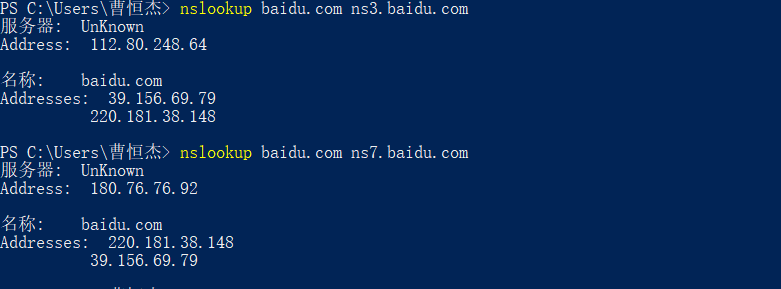 PS C:\Users\曹恒杰> nslookup baidu.com ns3.baidu.com
服务器:  UnKnown
Address:  112.80.248.64
名称:    baidu.com
Addresses:  39.156.69.79
220.181.38.148
PS C:\Users\曹恒杰> nslookup baidu.com ns7.baidu.com
服务器:  UnKnown
Address:  180.76.76.92
名称:    baidu.com
Addresses:  220.181.38.148
39.156.69.79